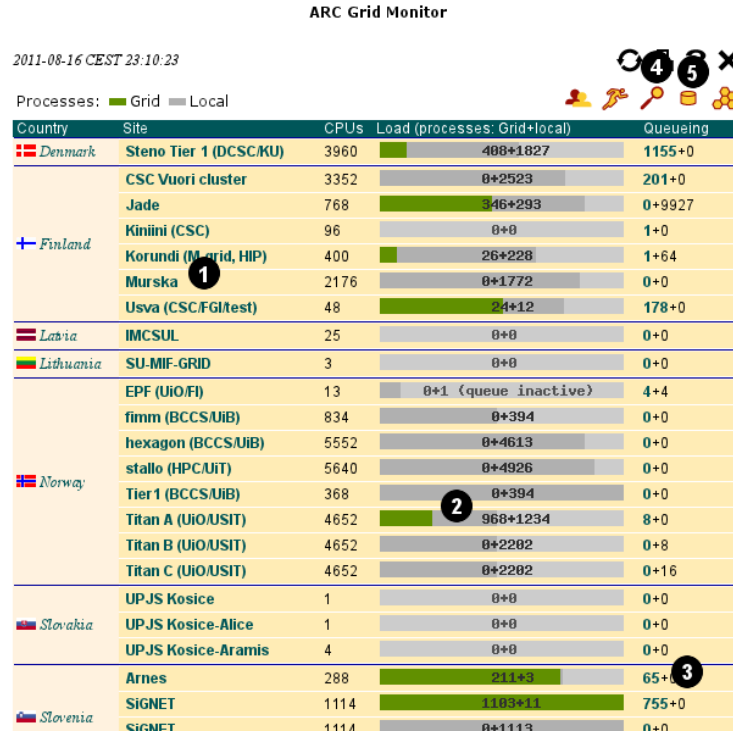 ARC Grid Monitor
2011-08-16 CEST 23:10:23
4 5
Processes: Grid Local
Country Site CPUs Load (processes: Grid+local) Queueing
Denmark Steno Tier 1 (DCSC/KU) 3960 408+1827 1155+0
CSC Vuori cluster 3352 0+2523 201+0
Jade 768 346+293 0+9927
Kiniini (CSC) 96 0+0 1+0
Finland
Korundi (M-grid, HIP) 400 26+228 1+64
1
Murska 2176 0+1772 0+0
Usva (CSC/FGI/test) 48 24+12 178+0
Latvia IMCSUL 25 0+0 0+0
Lithuania SU-MIF-GRID 3 0+0 0+0
EPF (UiO/FI) 13 0+1 (queue inactive) 4+4
fimm (BCCS/UiB) 834 0+394 0+0
hexagon (BCCS/UiB) 5552 0+4613 0+0
stallo (HPC/UiT) 5640 0+4926 0+0
Norway
Tier1 (BCCS/UiB) 368 0+394 0+0
2
Titan A (UiO/USIT) 4652 968+1234 8+0
Titan B (UiO/USIT) 4652 0+2202 0+8
Titan C (UiO/USIT) 4652 0+2202 0+16
UPJS Kosice 1 0+0 0+0
Slovakia UPJS Kosice-Alice 1 0+0 0+0
UPJS Kosice-Aramis 4 0+0 0+0
Arnes 288 211+3 65+0
3
SiGNET 1114 1103+11 755+0
Slovenia
SiGNET 1114 0+1113 0+0